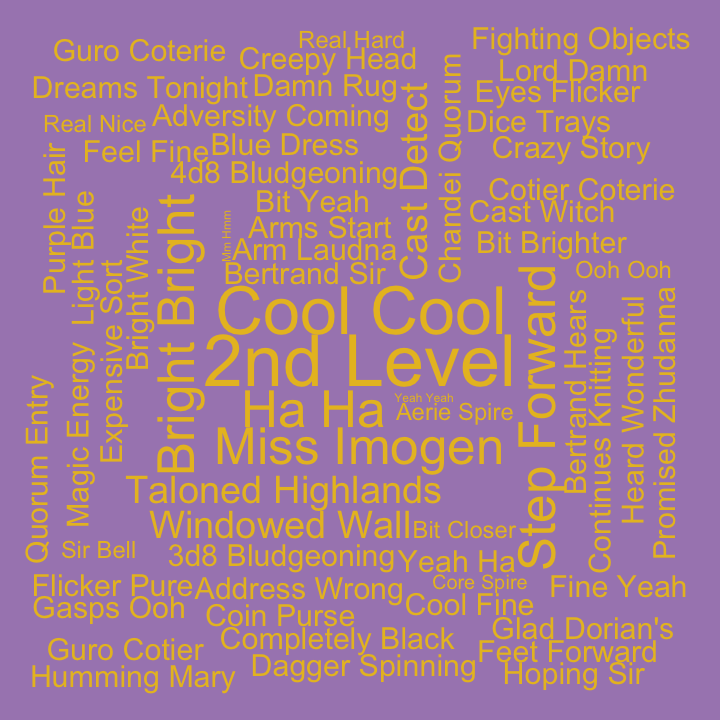 Real Hard
Fighting Objects
Guro Coterie
Creepy Head
Lord Damn
Dreams Tonight
Damn Rug
Eyes Flicker
Real Nice
Adversity Coming
Dice Trays
Feel Fine
Blue Dress
Crazy Story
4d8 Bludgeoning
Cast Detect
Chandei Quorum
Purple Hair
Bit Yeah
Cotier Coterie
Cast Witch
Light Blue
Bright White
Bright Bright
Mm Hmm
Arms Start
Arm Laudna
Bit Brighter
Bertrand Sir
Ooh Ooh
Expensive Sort
Cool Cool
Step Forward
Bertrand Hears
Heard Wonderful
Promised Zhudanna
2nd Level
Continues Knitting
Magic Energy
Quorum Entry
Ha Ha
Yeah Yeah
Aerie Spire
Miss Imogen
Taloned Highlands
Windowed Wall
Bit Closer
Sir Bell
3d8 Bludgeoning
Yeah Ha
Core Spire
Flicker Pure
Address Wrong
Fine Yeah
Gasps Ooh
Coin Purse
Cool Fine
Glad Dorian's
Guro Cotier
Completely Black
Feet Forward
Humming Mary
Dagger Spinning
Hoping Sir